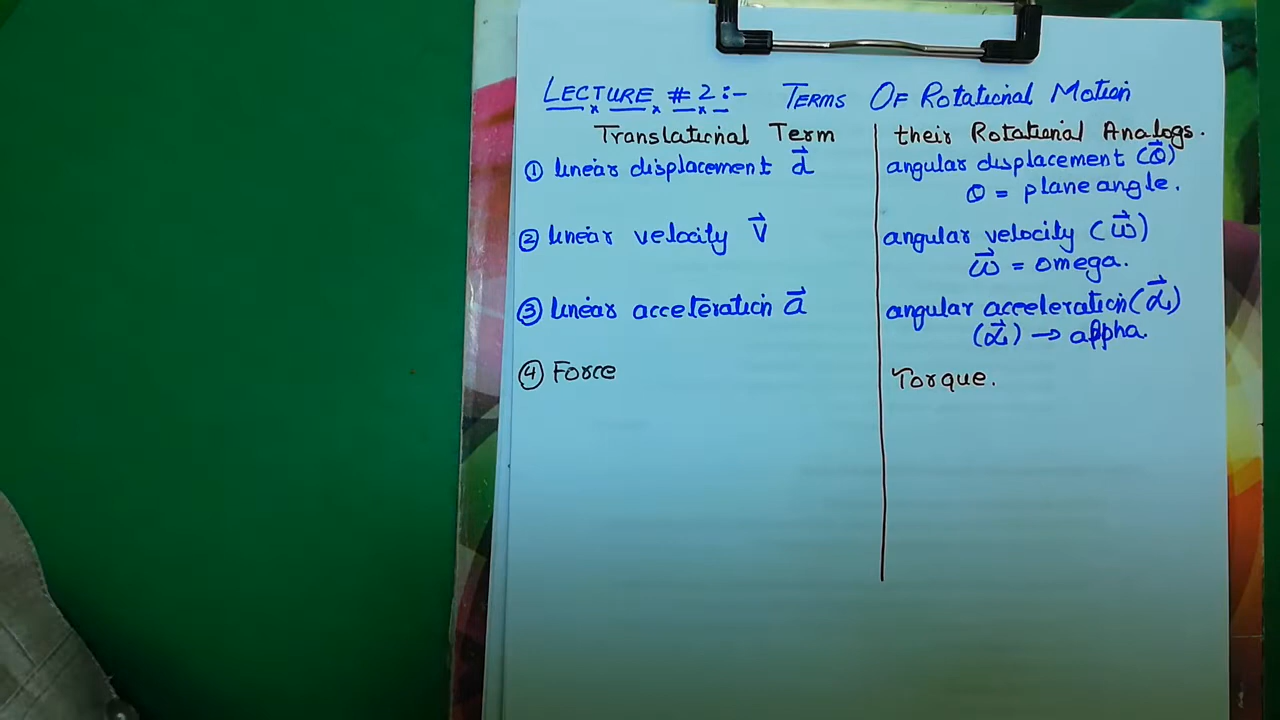 LECTURE # 2 :- TERMS OF Rotational Motion
Translational Term their Rotational Analogs.
① linear displacement d⃗ angular displacement (θ⃗)
θ = plane angle.
② linear velocity V⃗ angular velocity (ω⃗)
ω⃗ = omega.
③ linear acceleration a⃗ angular acceleration (α⃗)
(α⃗) → alpha.
④ Force Torque.